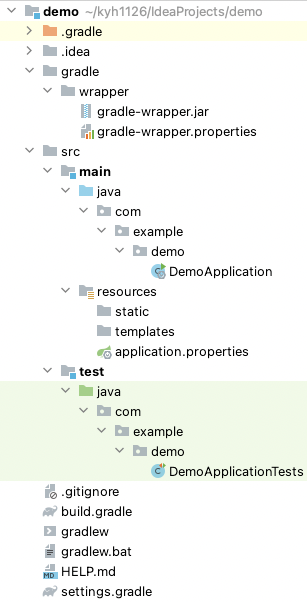 demo ~/kyh1126/IdeaProjects/demo
.gradle
.idea
gradle
wrapper
gradle-wrapper.jar
gradle-wrapper.properties
src
main
java
com
example
demo
DemoApplication
resources
static
templates
application.properties
test
java
com
example
demo
DemoApplicationTests
.gitignore
build.gradle
gradlew
gradlew.bat
MD HELP.md
settings.gradle